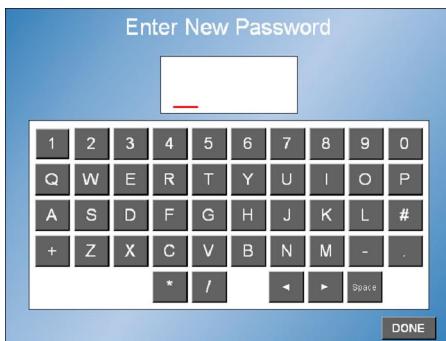 Enter New Password
1 2 3 4 5 6 7 8 9 0
Q W E R T Y U I O P
A S D F G H J K L #
+ Z X C V B N M - .
* / ◄ ► Space
DONE